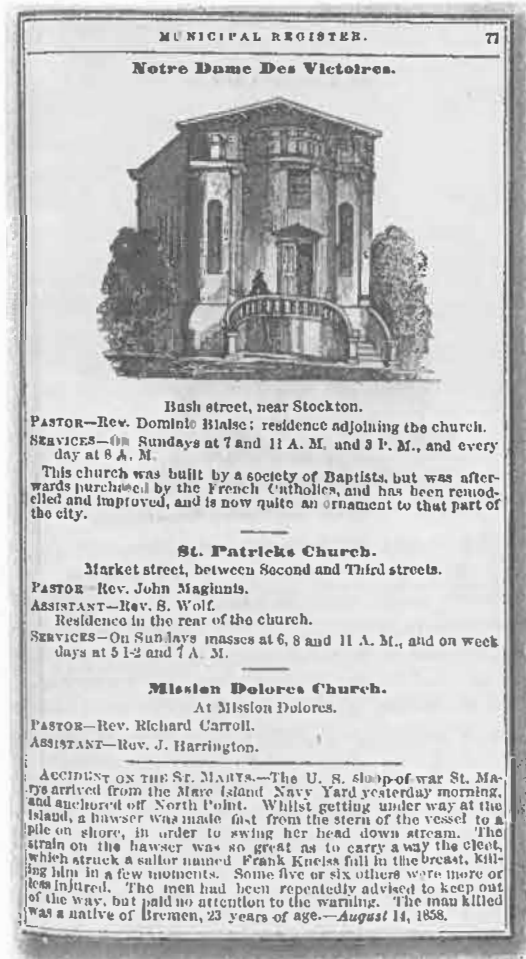 MUNICIPAL REGISTER. 77
Notre Dame Des Victoires.
Bush street, near Stockton.
PASTOR—Rev. Dominic Blaise; residence adjoining the church.
SERVICES—On Sundays at 7 and 11 A. M. and 3 P. M., and every
day at 8 A. M.
This church was built by a society of Baptists, but was after-
wards purchased by the French Catholics, and has been remod-
elled and improved, and is now quite an ornament to that part of
the city.
St. Patricks Church.
Market street, between Second and Third streets.
PASTOR—Rev. John Maginnis.
ASSISTANT—Rev. S. Wolf.
Residence in the rear of the church.
SERVICES—On Sundays masses at 6, 8 and 11 A. M., and on week
days at 5 1-2 and 7 A. M.
Mission Dolores Church.
At Mission Dolores.
PASTOR—Rev. Richard Carroll.
ASSISTANT—Rev. J. Harrington.
ACCIDENT ON THE ST. MARYS.—The U. S. sloop-of war St. Ma-
rys arrived from the Mare Island Navy Yard yesterday morning,
and anchored off North Point. Whilst getting under way at the
Island, a hawser was made fast from the stern of the vessel to a
pile on shore, in order to swing her head down stream. The
strain on the hawser was so great as to carry away the cleet,
which struck a sailor named Frank Kneiss full in the breast, kill-
ing him in a few moments. Some five or six others were more or
less injured. The men had been repeatedly advised to keep out
of the way, but paid no attention to the warning. The man killed
was a native of Bremen, 23 years of age.—August 14, 1858.